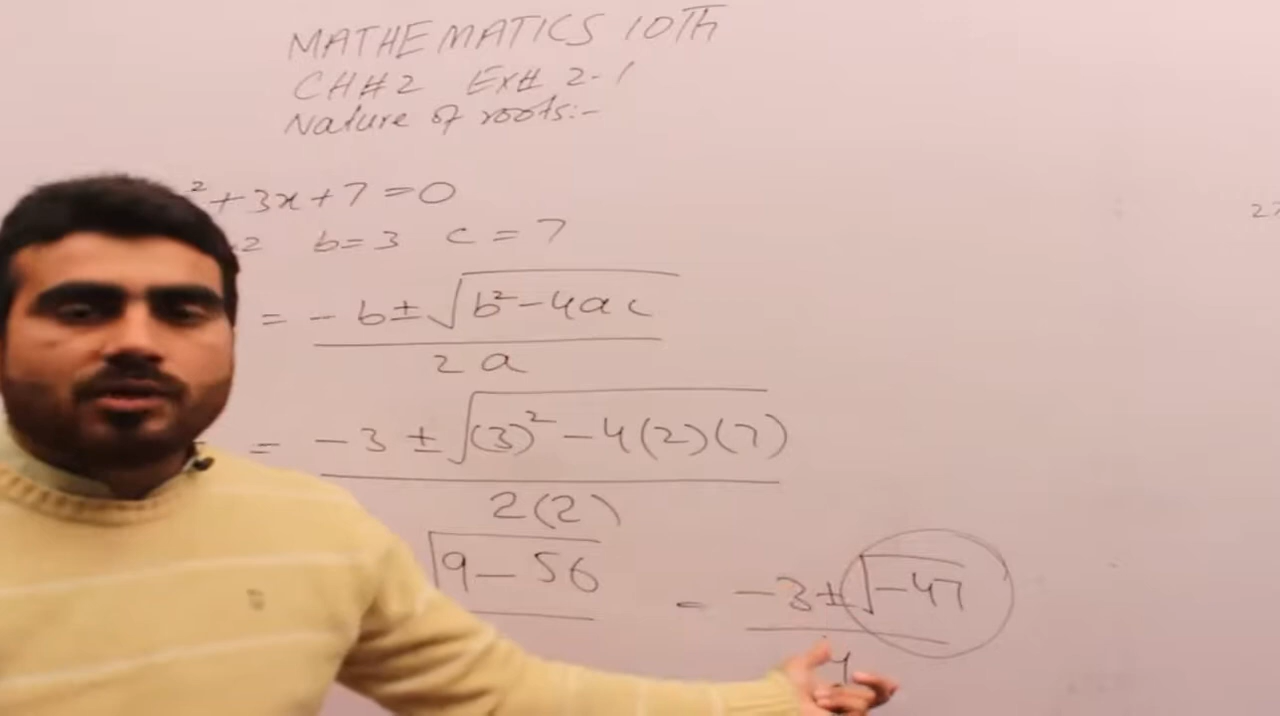 MATHEMATICS 10Th
CH#2 Ex# 2-1
Nature of roots:-
²+3x+7=0
2 b=3 c=7
= -b±√b²-4ac
2a
= -3±√(3)²-4(2)(7)
2(2)
√9-56
= -3±√-47
4